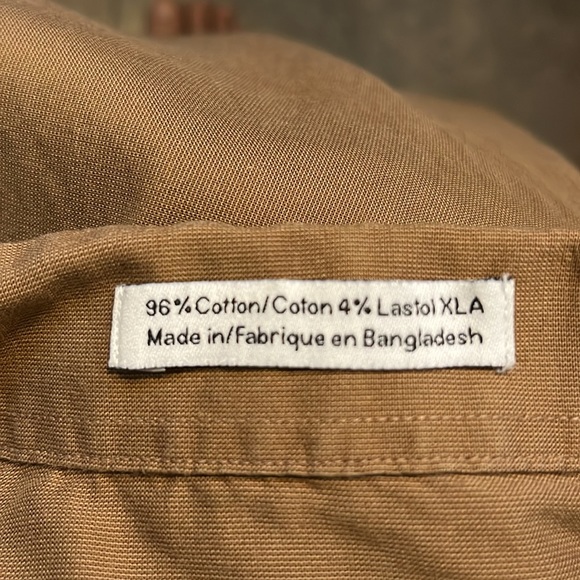 96% Cotton/Coton 4% Lastol XLA
Made in/Fabrique en Bangladesh